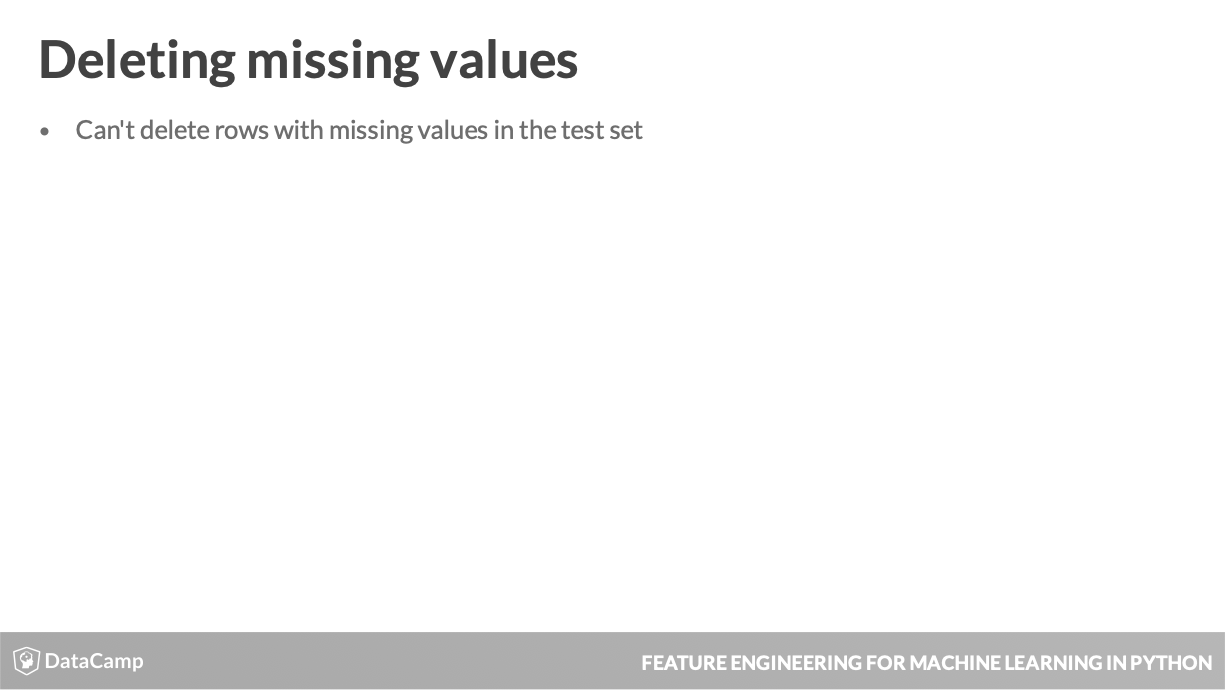 Deleting missing values
• Can't delete rows with missing values in the test set
DataCamp
FEATURE ENGINEERING FOR MACHINE LEARNING IN PYTHON